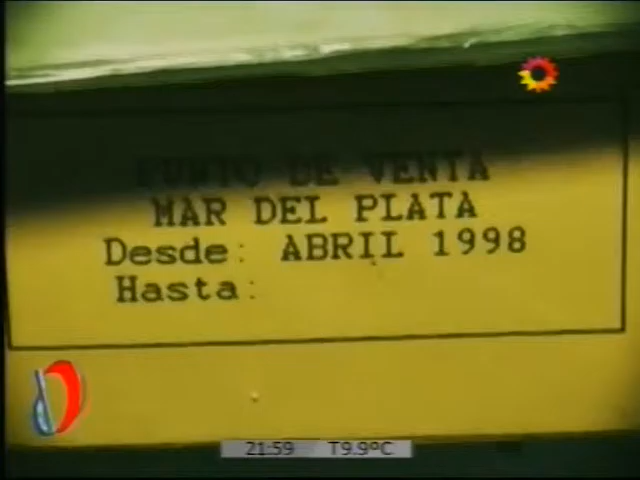 PUNTO DE VENTA
MAR DEL PLATA
Desde: ABRIL 1998
Hasta:
21:59 T9.9ºC